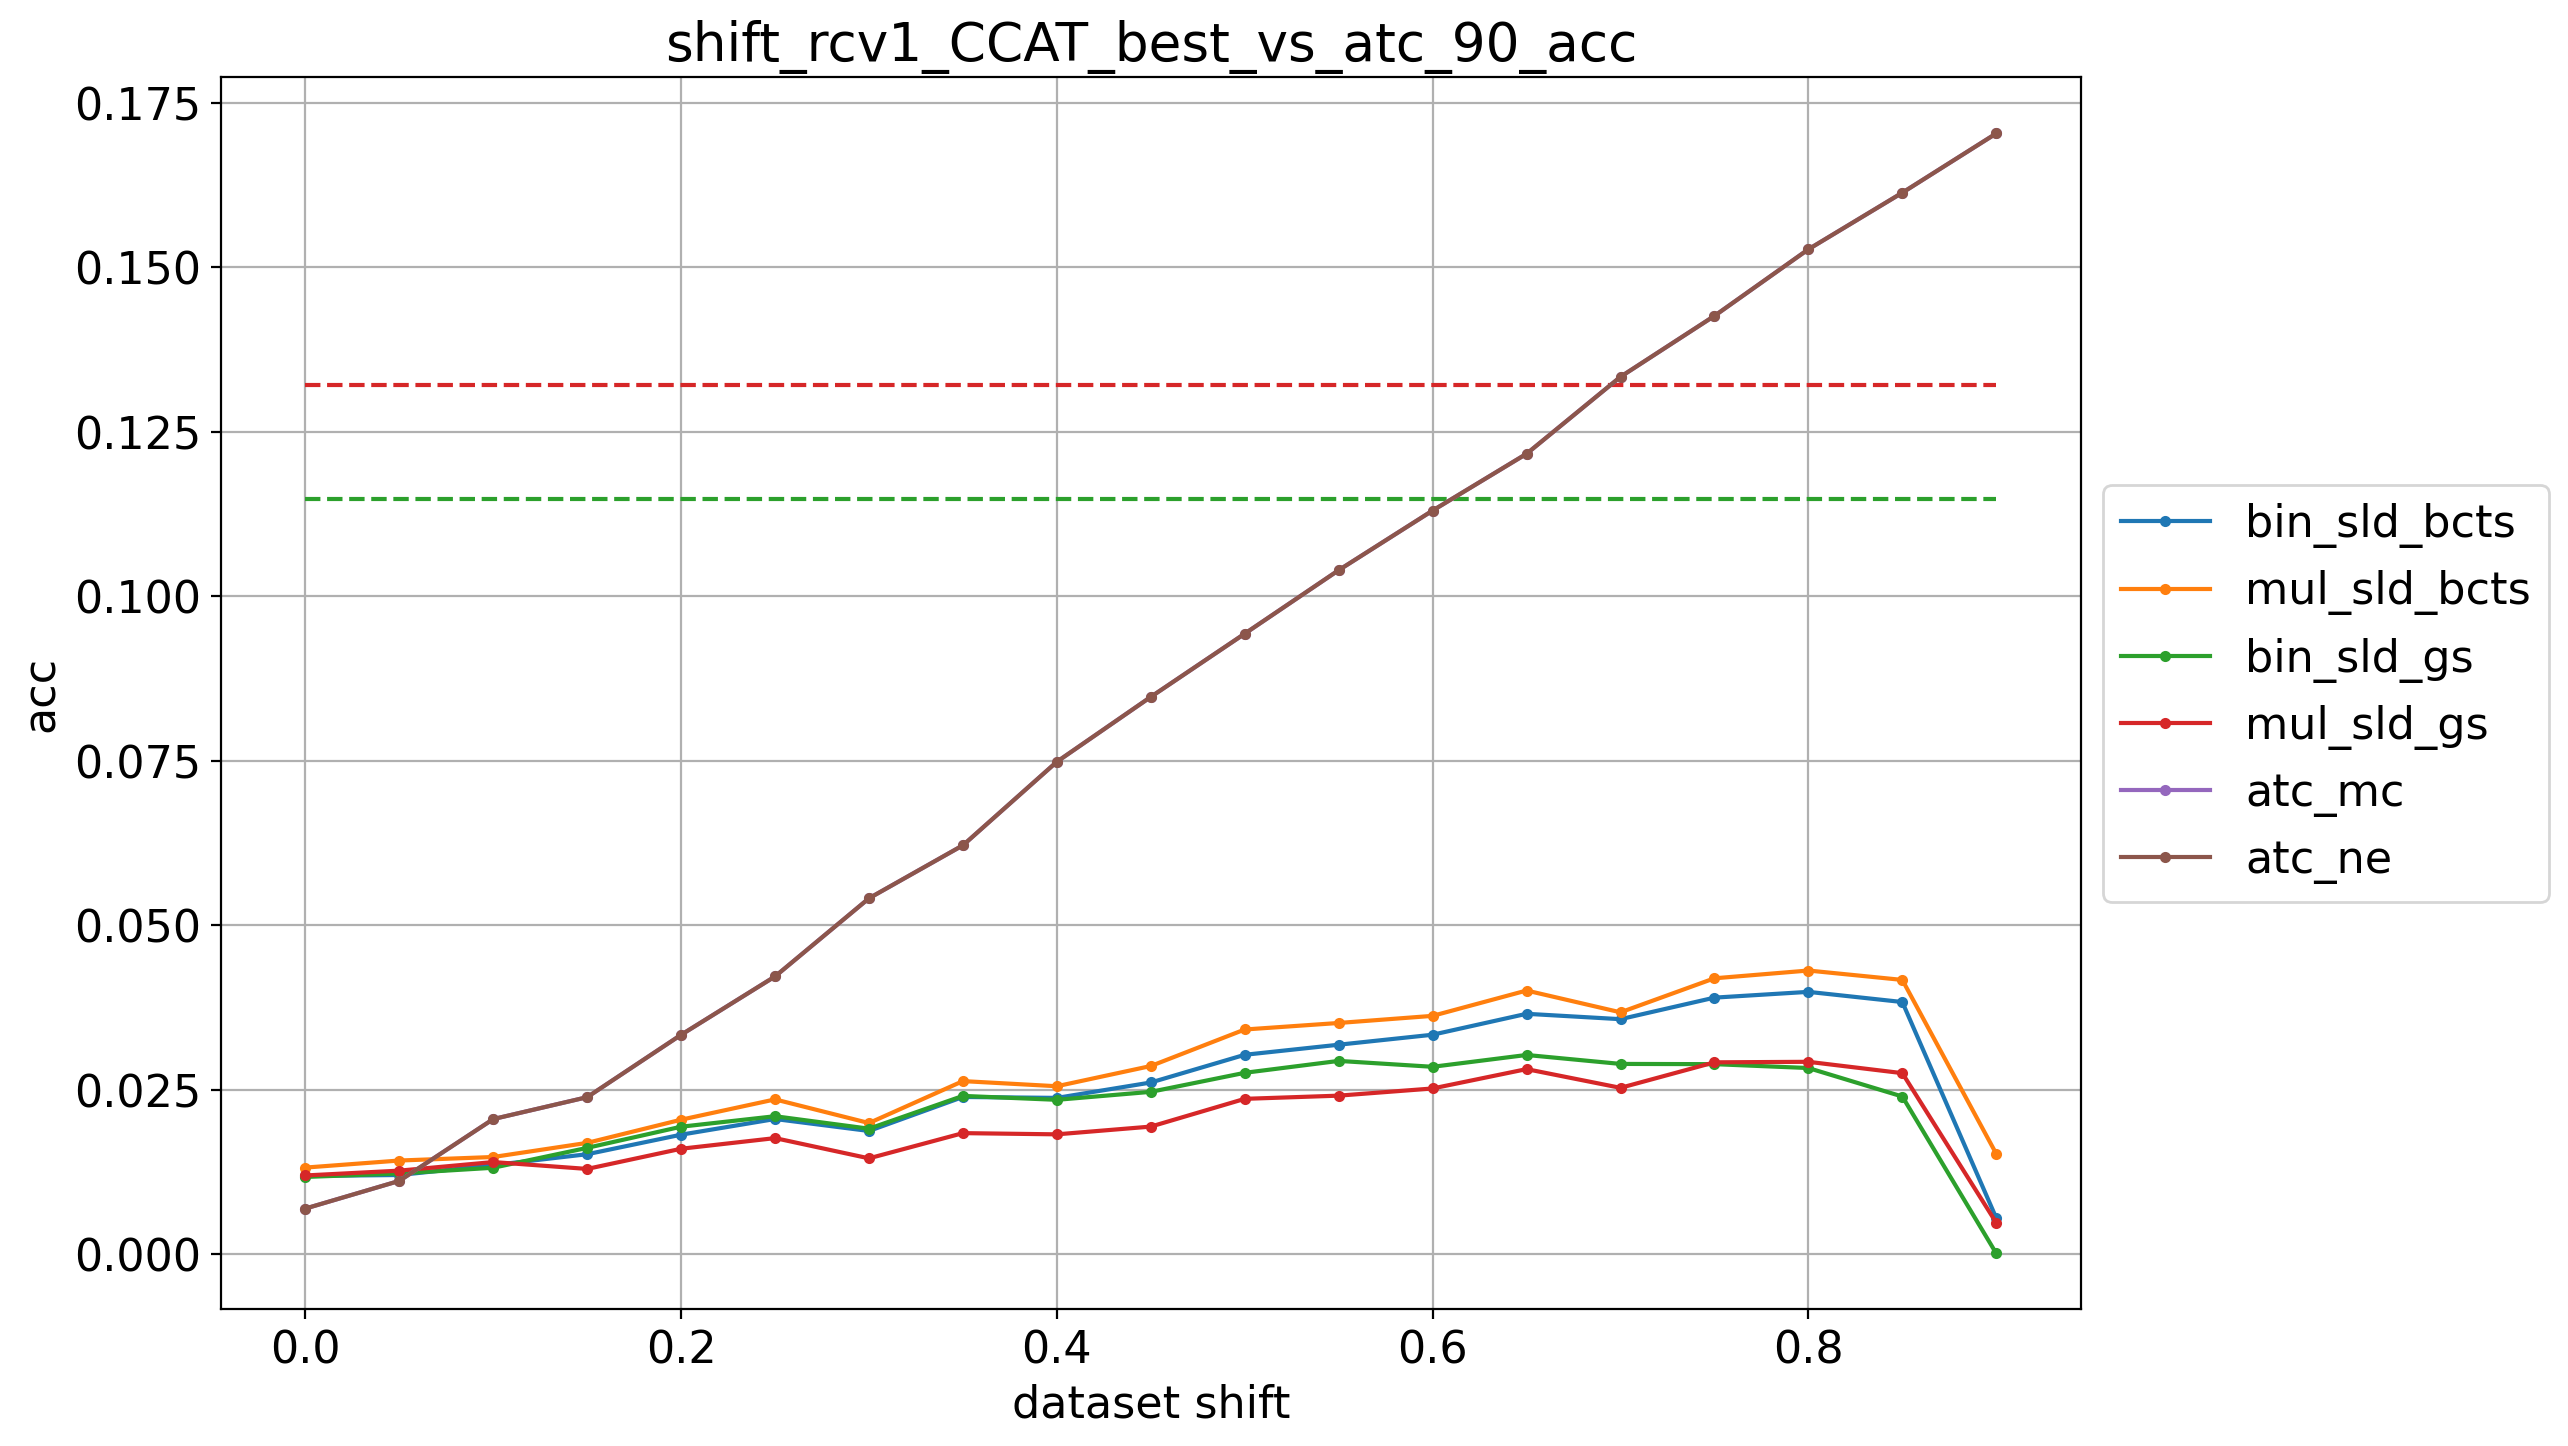 shift_rcv1_CCAT_best_vs_atc_90_acc
0.175
0.150
0.125
0.100
0.075
0.050
0.025
0.000
acc
0.0 0.2 0.4 0.6 0.8
dataset shift
bin_sld_bcts
mul_sld_bcts
bin_sld_gs
mul_sld_gs
atc_mc
atc_ne